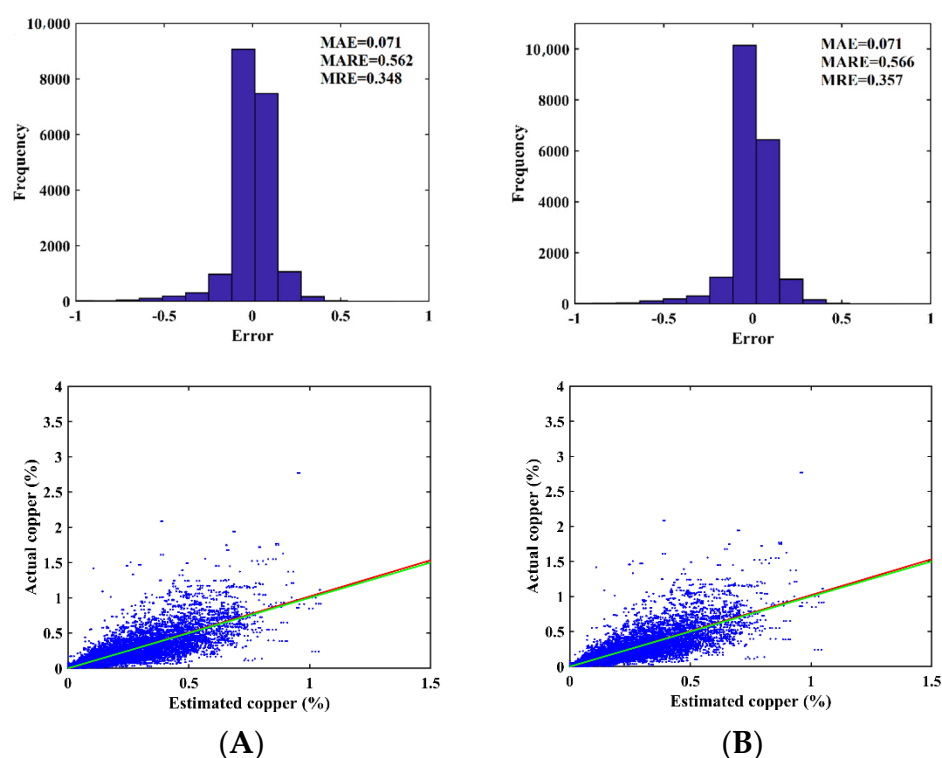 10,000
8000
6000
4000
2000
0
Frequency
MAE=0.071
MARE=0.562
MRE=0.348
-1 -0.5 0 0.5 1
Error
10,000
8000
6000
4000
2000
0
Frequency
MAE=0.071
MARE=0.566
MRE=0.357
-1 -0.5 0 0.5 1
Error
4
3.5
3
2.5
2
1.5
1
0.5
0
Actual copper (%)
0 0.5 1 1.5
Estimated copper (%)
(A)
4
3.5
3
2.5
2
1.5
1
0.5
0
Actual copper (%)
0 0.5 1 1.5
Estimated copper (%)
(B)